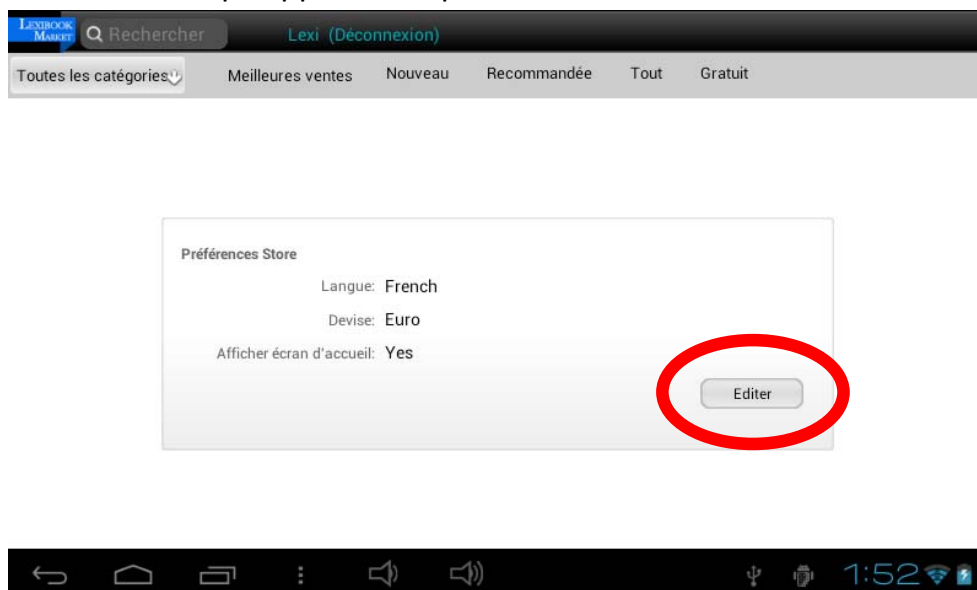 LEXIBOOK
MARKET
Rechercher
Lexi (Déconnexion)
Toutes les catégories
Meilleures ventes
Nouveau
Recommandée
Tout
Gratuit
Préférences Store
Langue: French
Devise: Euro
Afficher écran d'accueil: Yes
Editer
1:52